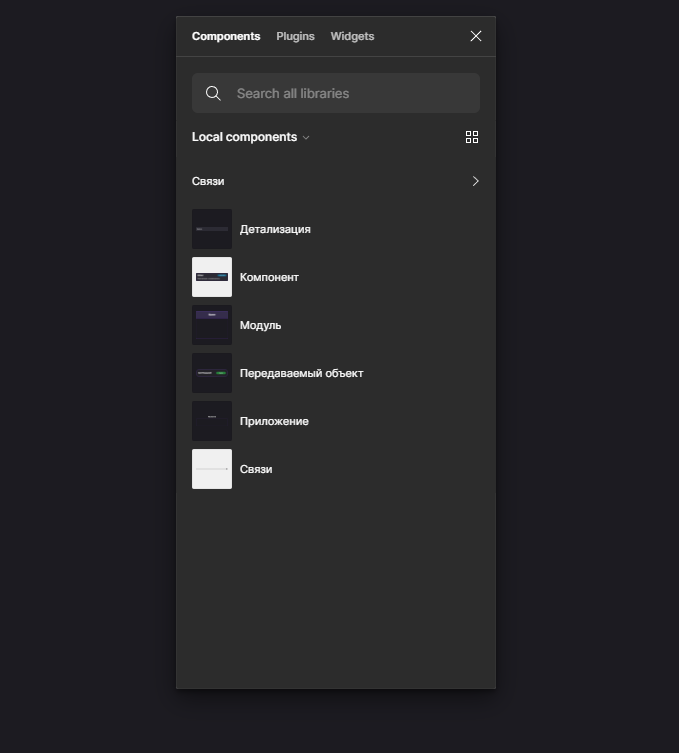 Components Plugins Widgets
Search all libraries
Local components
Связи
Детализация
Компонент
Модуль
Передаваемый объект
Приложение
Связи